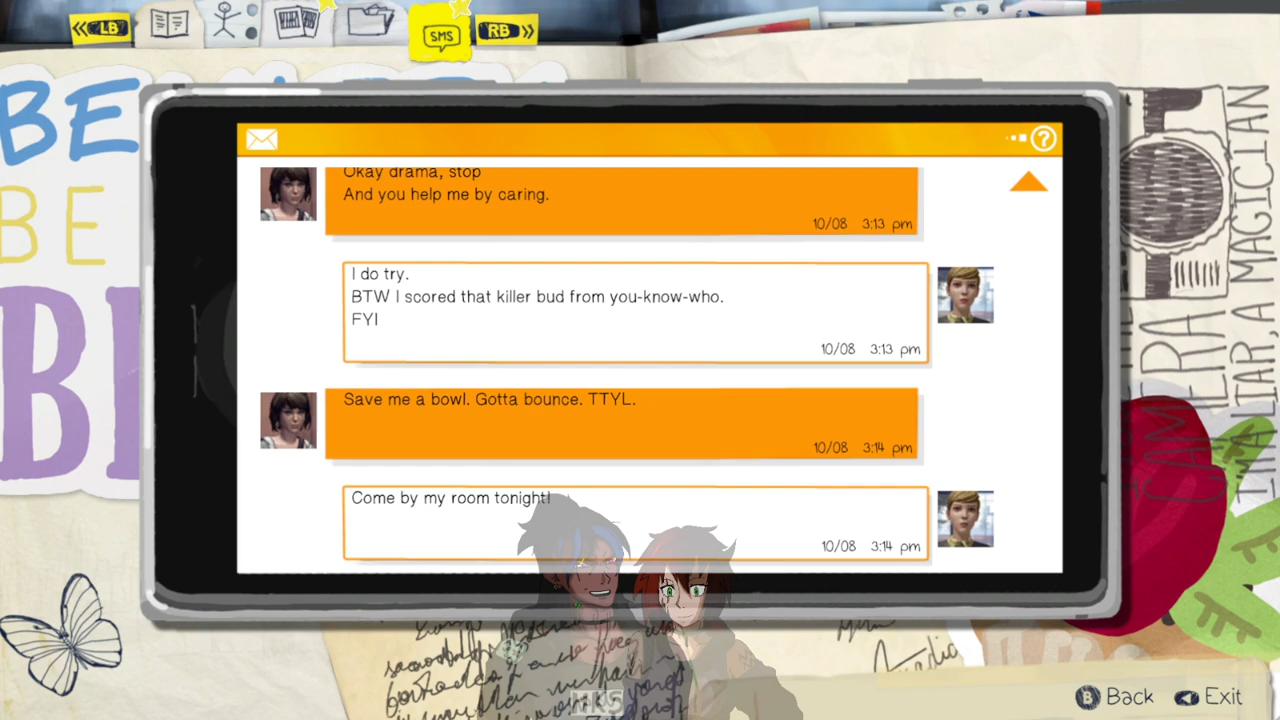 LB
SMS
RB
BE
BE
Okay drama, stop
And you help me by caring.
10/08 3:13 pm
I do try.
BTW I scored that killer bud from you-know-who.
FYI
10/08 3:13 pm
Save me a bowl. Gotta bounce. TTYL.
10/08 3:14 pm
Come by my room tonight!
10/08 3:14 pm
MKS
B Back
Exit